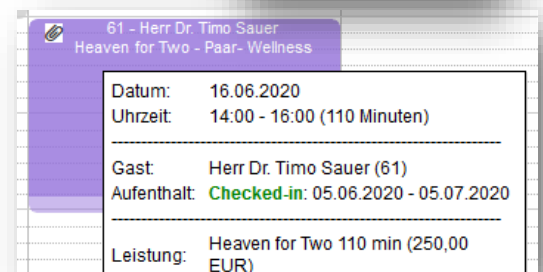 61 - Herr Dr. Timo Sauer
Heaven for Two - Paar- Wellness
Datum: 16.06.2020
Uhrzeit: 14:00 - 16:00 (110 Minuten)
Gast: Herr Dr. Timo Sauer (61)
Aufenthalt: Checked-in: 05.06.2020 - 05.07.2020
Leistung: Heaven for Two 110 min (250,00
EUR)